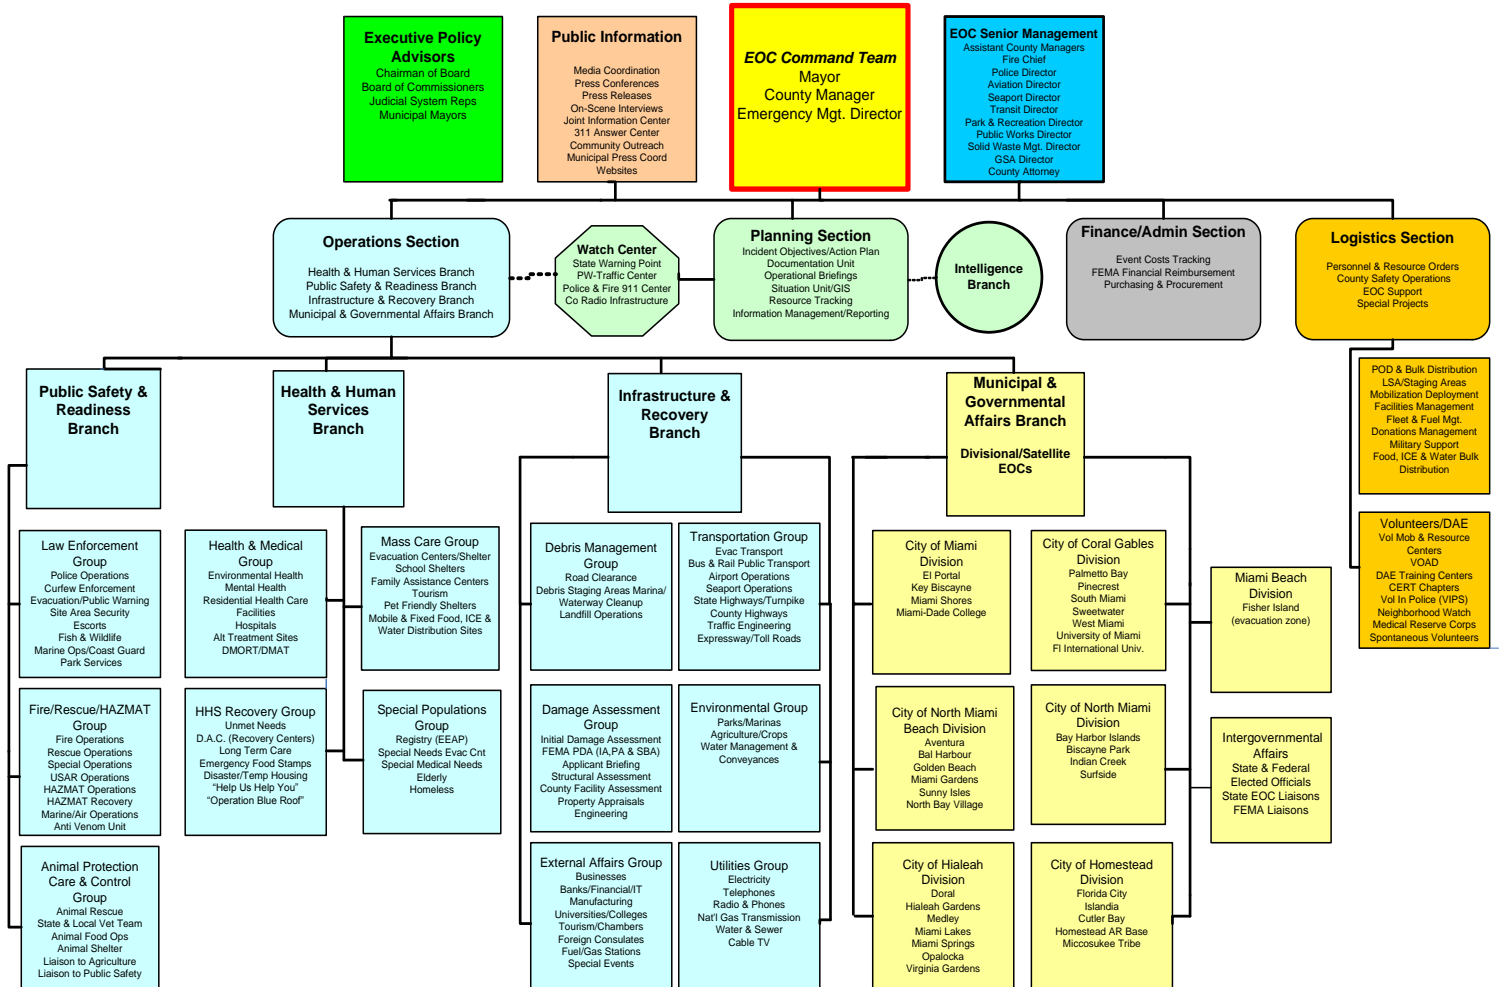 Executive Policy
Advisors
Chairman of Board
Board of Commissioners
Judicial System Reps
Municipal Mayors
Public Information
Media Coordination
Press Conferences
Press Releases
On-Scene Interviews
Joint Information Center
311 Answer Center
Community Outreach
Municipal Press Coord
Websites
EOC Command Team
Mayor
County Manager
Emergency Mgt. Director
EOC Senior Management
Assistant County Managers
Fire Chief
Police Director
Aviation Director
Seaport Director
Transit Director
Park & Recreation Director
Public Works Director
Solid Waste Mgt. Director
GSA Director
County Attorney
Operations Section
Health & Human Services Branch
Public Safety & Readiness Branch
Infrastructure & Recovery Branch
Municipal & Governmental Affairs Branch
Watch Center
State Warning Point
PW-Traffic Center
Police & Fire 911 Center
Co Radio Infrastructure
Planning Section
Incident Objectives/Action Plan
Documentation Unit
Operational Briefings
Situation Unit/GIS
Resource Tracking
Information Management/Reporting
Intelligence
Branch
Finance/Admin Section
Event Costs Tracking
FEMA Financial Reimbursement
Purchasing & Procurement
Logistics Section
Personnel & Resource Orders
County Safety Operations
EOC Support
Special Projects
Public Safety &
Readiness
Branch
Health & Human
Services
Branch
Infrastructure &
Recovery
Branch
Municipal &
Governmental
Affairs Branch
Divisional/Satellite
EOCs
POD & Bulk Distribution
LSA/Staging Areas
Mobilization Deployment
Facilities Management
Fleet & Fuel Mgt.
Donations Management
Military Support
Food, ICE & Water Bulk
Distribution
Law Enforcement
Group
Police Operations
Curfew Enforcement
Evacuation/Public Warning
Site Area Security
Escorts
Fish & Wildlife
Marine Ops/Coast Guard
Park Services
Health & Medical
Group
Environmental Health
Mental Health
Residential Health Care
Facilities
Hospitals
Alt Treatment Sites
DMORT/DMAT
Mass Care Group
Evacuation Centers/Shelter
School Shelters
Family Assistance Centers
Tourism
Pet Friendly Shelters
Mobile & Fixed Food, ICE &
Water Distribution Sites
Debris Management
Group
Road Clearance
Debris Staging Areas Marina/
Waterway Cleanup
Landfill Operations
Transportation Group
Evac Transport
Bus & Rail Public Transport
Airport Operations
Seaport Operations
State Highways/Turnpike
County Highways
Traffic Engineering
Expressway/Toll Roads
City of Miami
Division
El Portal
Key Biscayne
Miami Shores
Miami-Dade College
City of Coral Gables
Division
Palmetto Bay
Pinecrest
South Miami
Sweetwater
West Miami
University of Miami
Fl International Univ.
Miami Beach
Division
Fisher Island
(evacuation zone)
Volunteers/DAE
Vol Mob & Resource
Centers
VOAD
DAE Training Centers
CERT Chapters
Vol In Police (VIPS)
Neighborhood Watch
Medical Reserve Corps
Spontaneous Volunteers
Fire/Rescue/HAZMAT
Group
Fire Operations
Rescue Operations
Special Operations
USAR Operations
HAZMAT Operations
HAZMAT Recovery
Marine/Air Operations
Anti Venom Unit
HHS Recovery Group
Unmet Needs
D.A.C. (Recovery Centers)
Long Term Care
Emergency Food Stamps
Disaster/Temp Housing
“Help Us Help You”
“Operation Blue Roof”
Special Populations
Group
Registry (EEAP)
Special Needs Evac Cnt
Special Medical Needs
Elderly
Homeless
Damage Assessment
Group
Initial Damage Assessment
FEMA PDA (IA,PA & SBA)
Applicant Briefing
Structural Assessment
County Facility Assessment
Property Appraisals
Engineering
Environmental Group
Parks/Marinas
Agriculture/Crops
Water Management &
Conveyances
City of North Miami
Beach Division
Aventura
Bal Harbour
Golden Beach
Miami Gardens
Sunny Isles
North Bay Village
City of North Miami
Division
Bay Harbor Islands
Biscayne Park
Indian Creek
Surfside
Intergovernmental
Affairs
State & Federal
Elected Officials
State EOC Liaisons
FEMA Liaisons
Animal Protection
Care & Control
Group
Animal Rescue
State & Local Vet Team
Animal Food Ops
Animal Shelter
Liaison to Agriculture
Liaison to Public Safety
External Affairs Group
Businesses
Banks/Financial/IT
Manufacturing
Universities/Colleges
Tourism/Chambers
Foreign Consulates
Fuel/Gas Stations
Special Events
Utilities Group
Electricity
Telephones
Radio & Phones
Nat'l Gas Transmission
Water & Sewer
Cable TV
City of Hialeah
Division
Doral
Hialeah Gardens
Medley
Miami Lakes
Miami Springs
Opalocka
Virginia Gardens
City of Homestead
Division
Florida City
Islandia
Cutler Bay
Homestead AR Base
Miccosukee Tribe